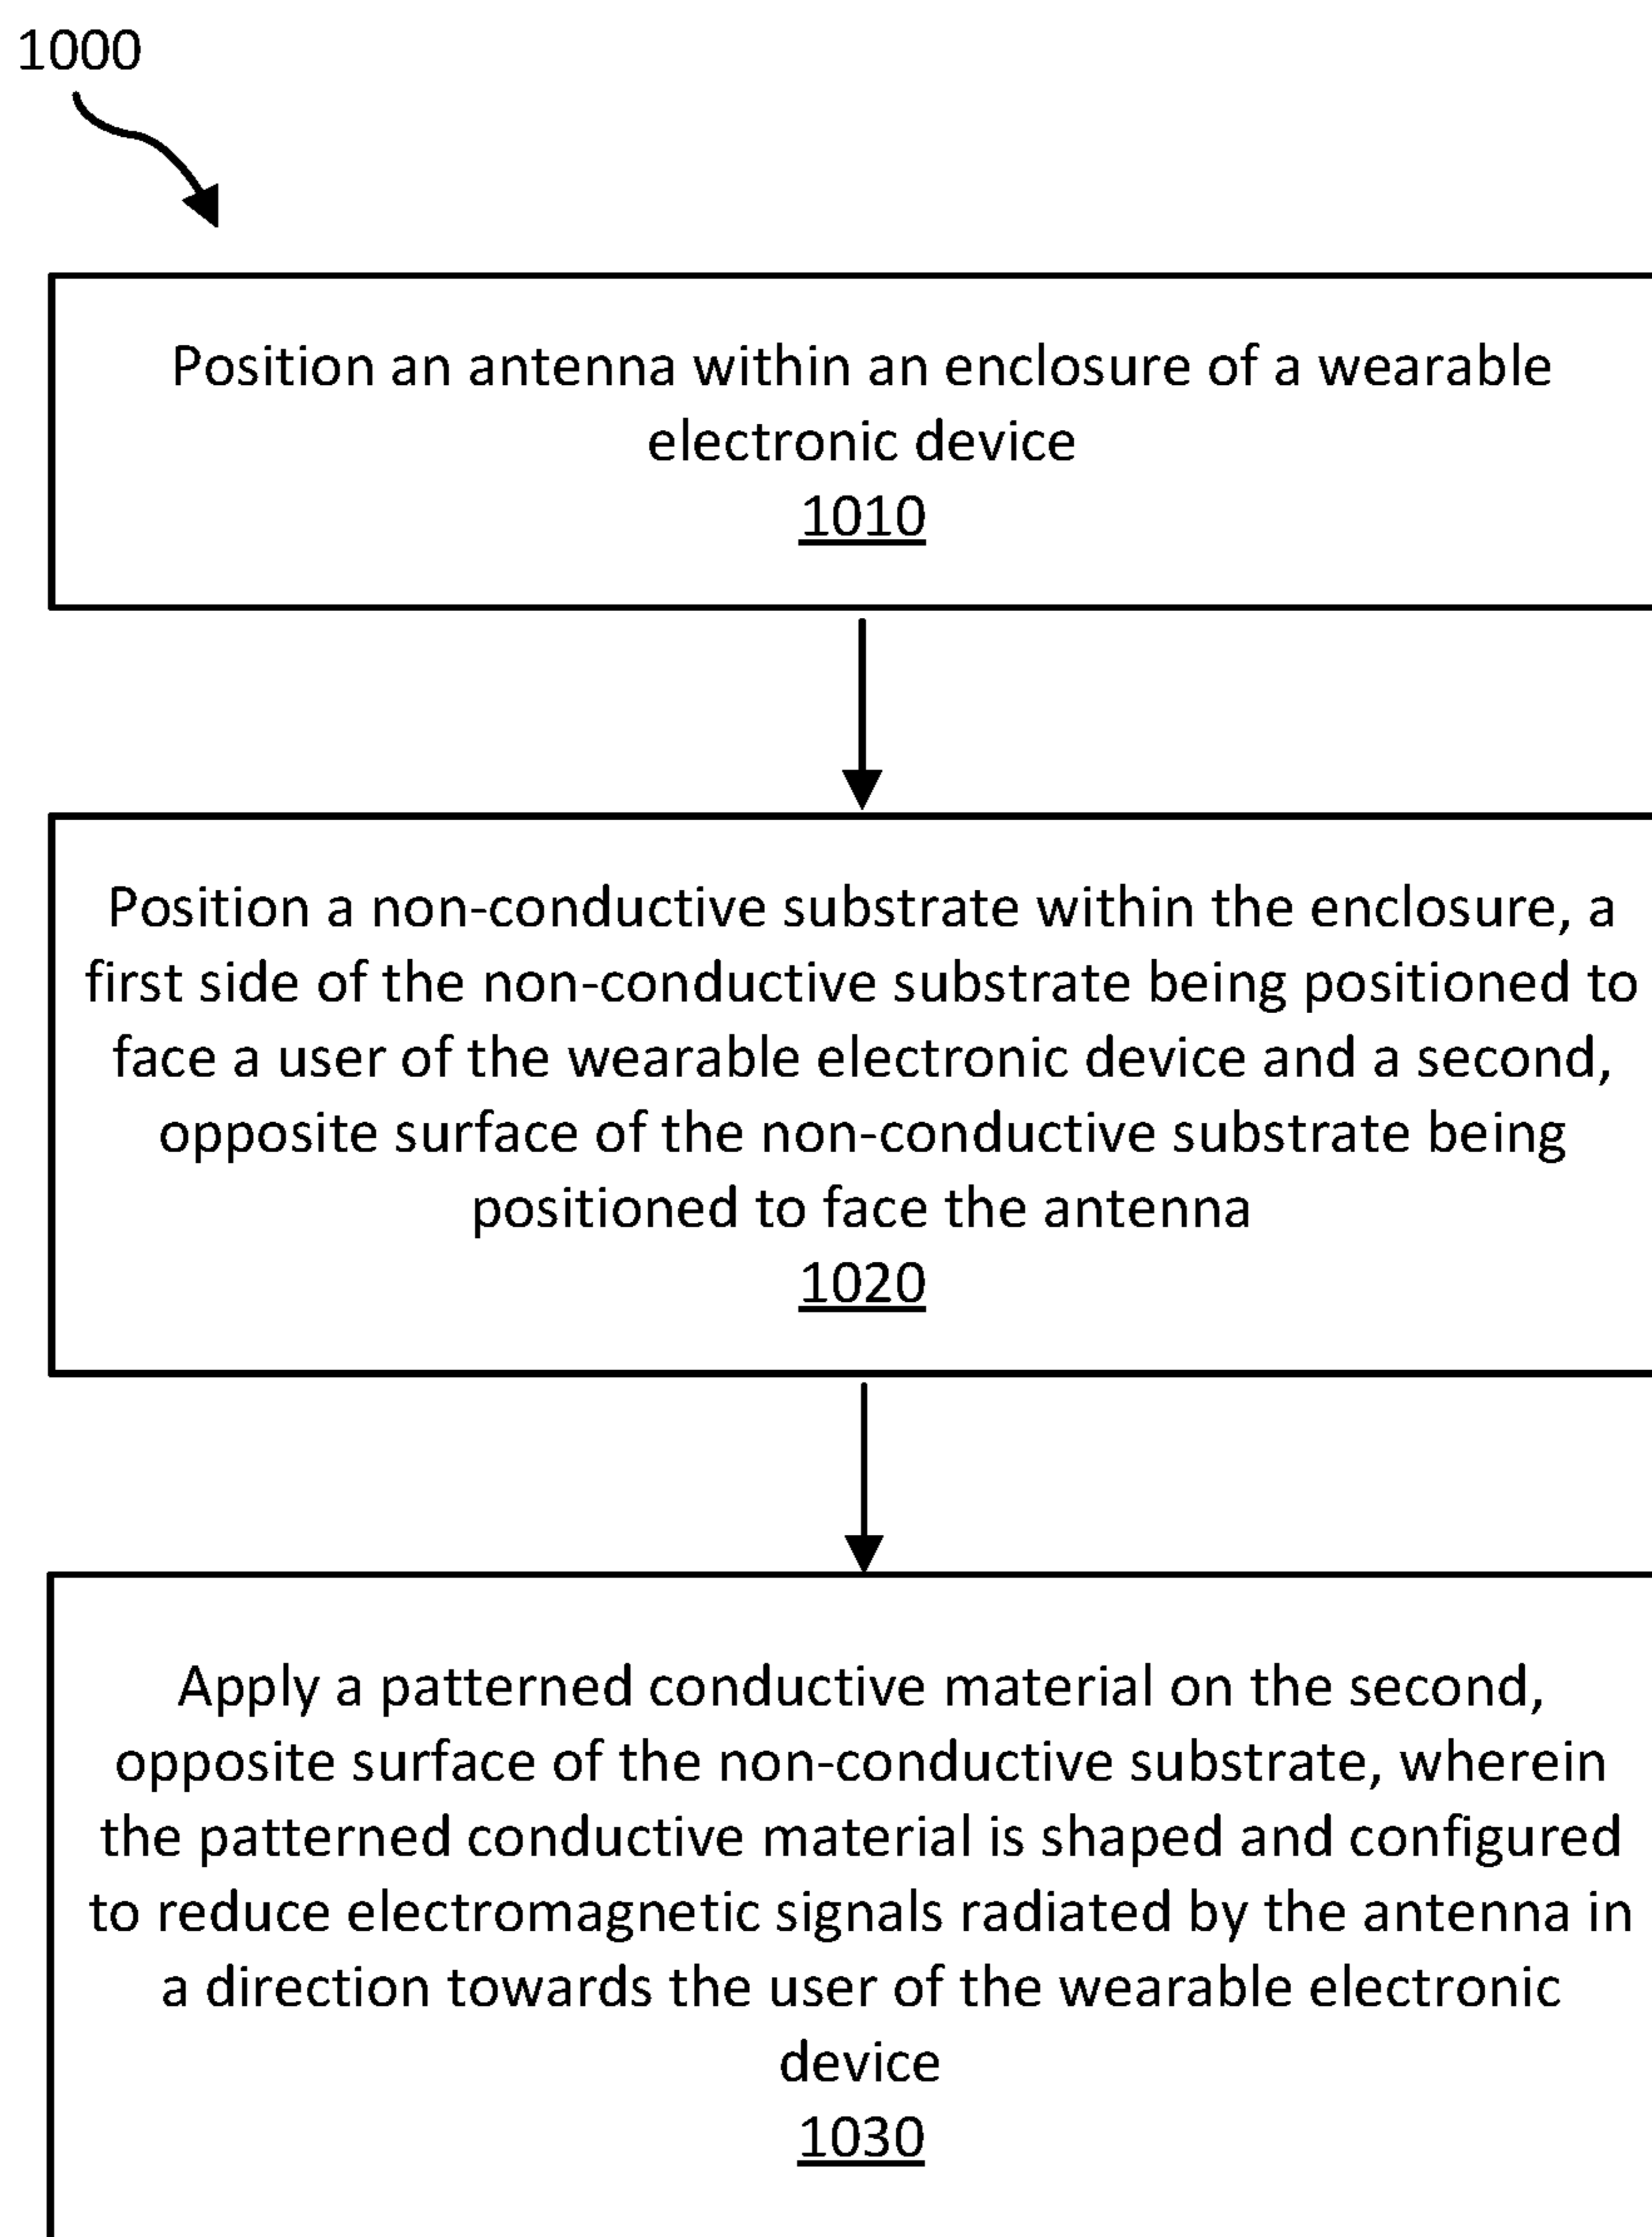 1000
Position an antenna within an enclosure of a wearable
electronic device
1010
Position a non-conductive substrate within the enclosure, a
first side of the non-conductive substrate being positioned to
face a user of the wearable electronic device and a second,
opposite surface of the non-conductive substrate being
positioned to face the antenna
1020
Apply a patterned conductive material on the second,
opposite surface of the non-conductive substrate, wherein
the patterned conductive material is shaped and configured
to reduce electromagnetic signals radiated by the antenna in
a direction towards the user of the wearable electronic
device
1030